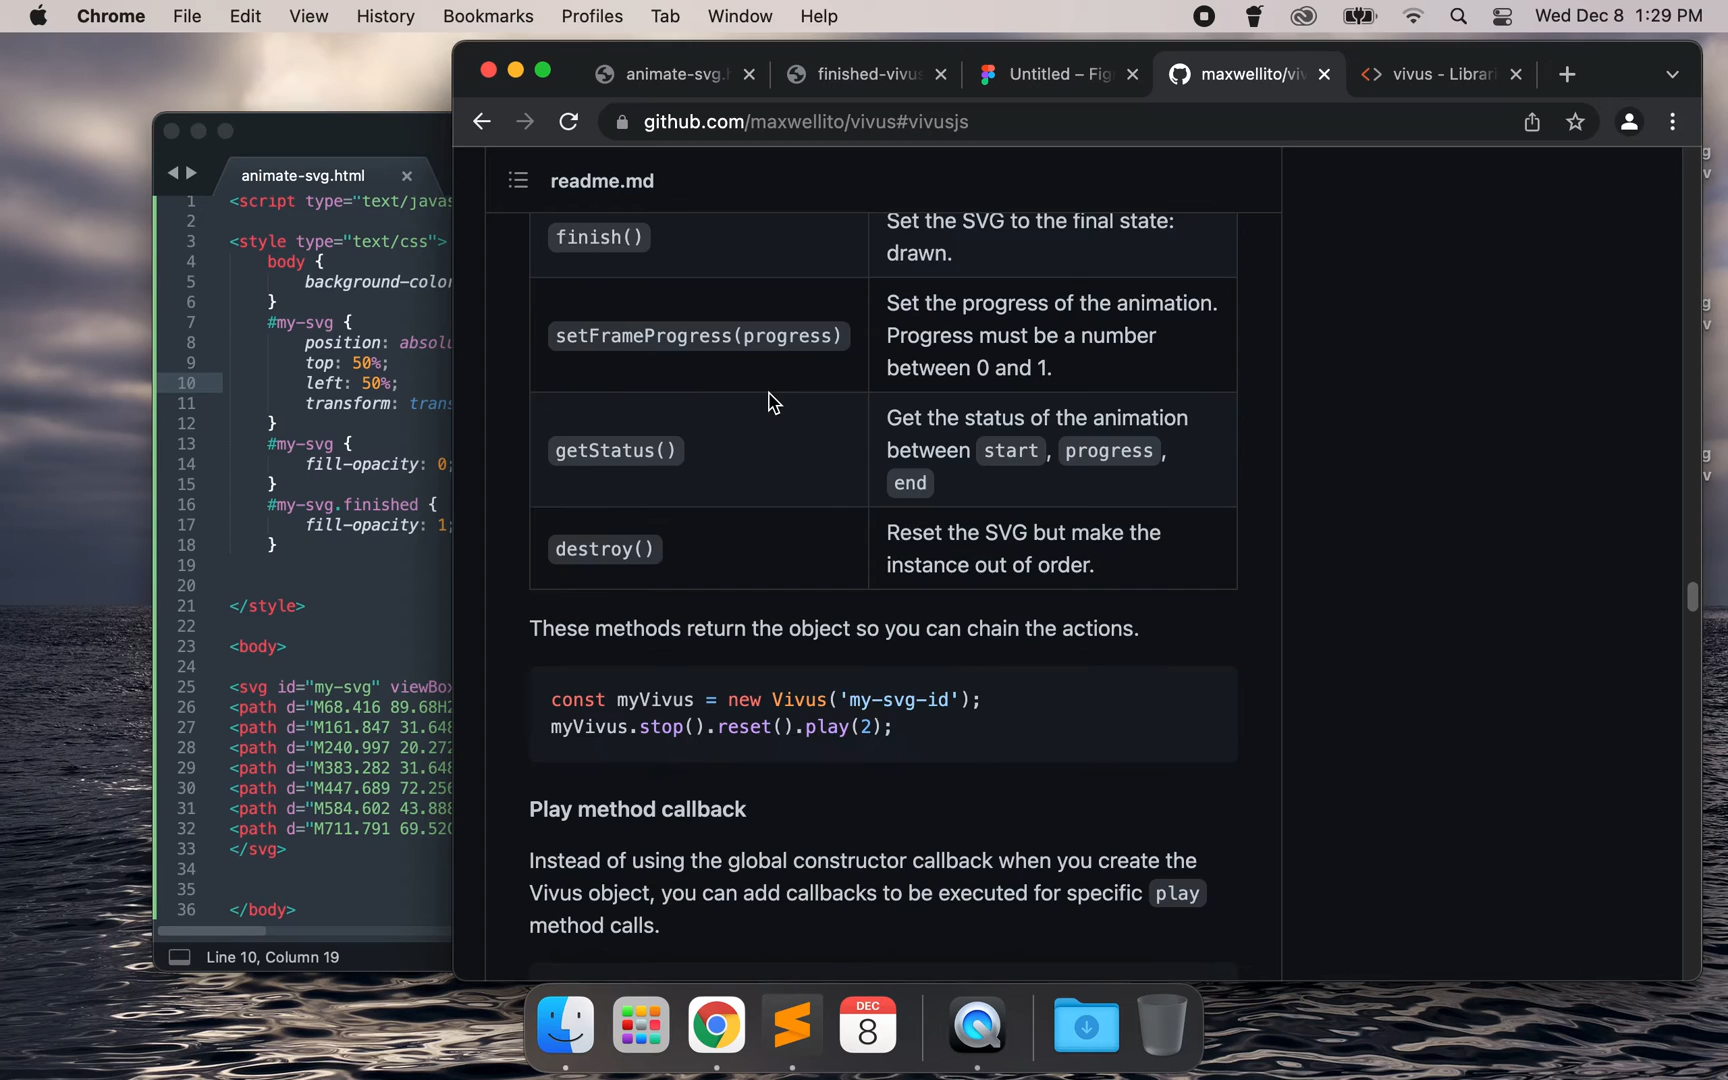 Chrome File Edit View History Bookmarks Profiles Tab Window Help Wed Dec 8 1:29 PM
animate-svg. finished-vivu Untitled – Fig maxwellito/viv vivus - Librar
github.com/maxwellito/vivus#vivusjs
animate-svg.html
1 <script type="text/javas
2
3 <style type="text/css">
4 body {
5 background-color
6 }
7 #my-svg {
8 position: absolu
9 top: 50%;
10 left: 50%;
11 transform: trans
12 }
13 #my-svg {
14 fill-opacity: 0;
15 }
16 #my-svg.finished {
17 fill-opacity: 1;
18 }
19
20
21 </style>
22
23 <body>
24
25 <svg id="my-svg" viewBox
26 <path d="M68.416 89.68H2
27 <path d="M161.847 31.648
28 <path d="M240.997 20.272
29 <path d="M383.282 31.648
30 <path d="M447.689 72.256
31 <path d="M584.602 43.888
32 <path d="M711.791 69.520
33 </svg>
34
35
36 </body>
Line 10, Column 19
readme.md
finish()
Set the SVG to the final state:
drawn.
setFrameProgress(progress)
Set the progress of the animation.
Progress must be a number
between 0 and 1.
getStatus()
Get the status of the animation
between start, progress,
end
destroy()
Reset the SVG but make the
instance out of order.
These methods return the object so you can chain the actions.
const myVivus = new Vivus('my-svg-id');
myVivus.stop().reset().play(2);
Play method callback
Instead of using the global constructor callback when you create the
Vivus object, you can add callbacks to be executed for specific play
method calls.
g
v
g
v
g
v
DEC
8